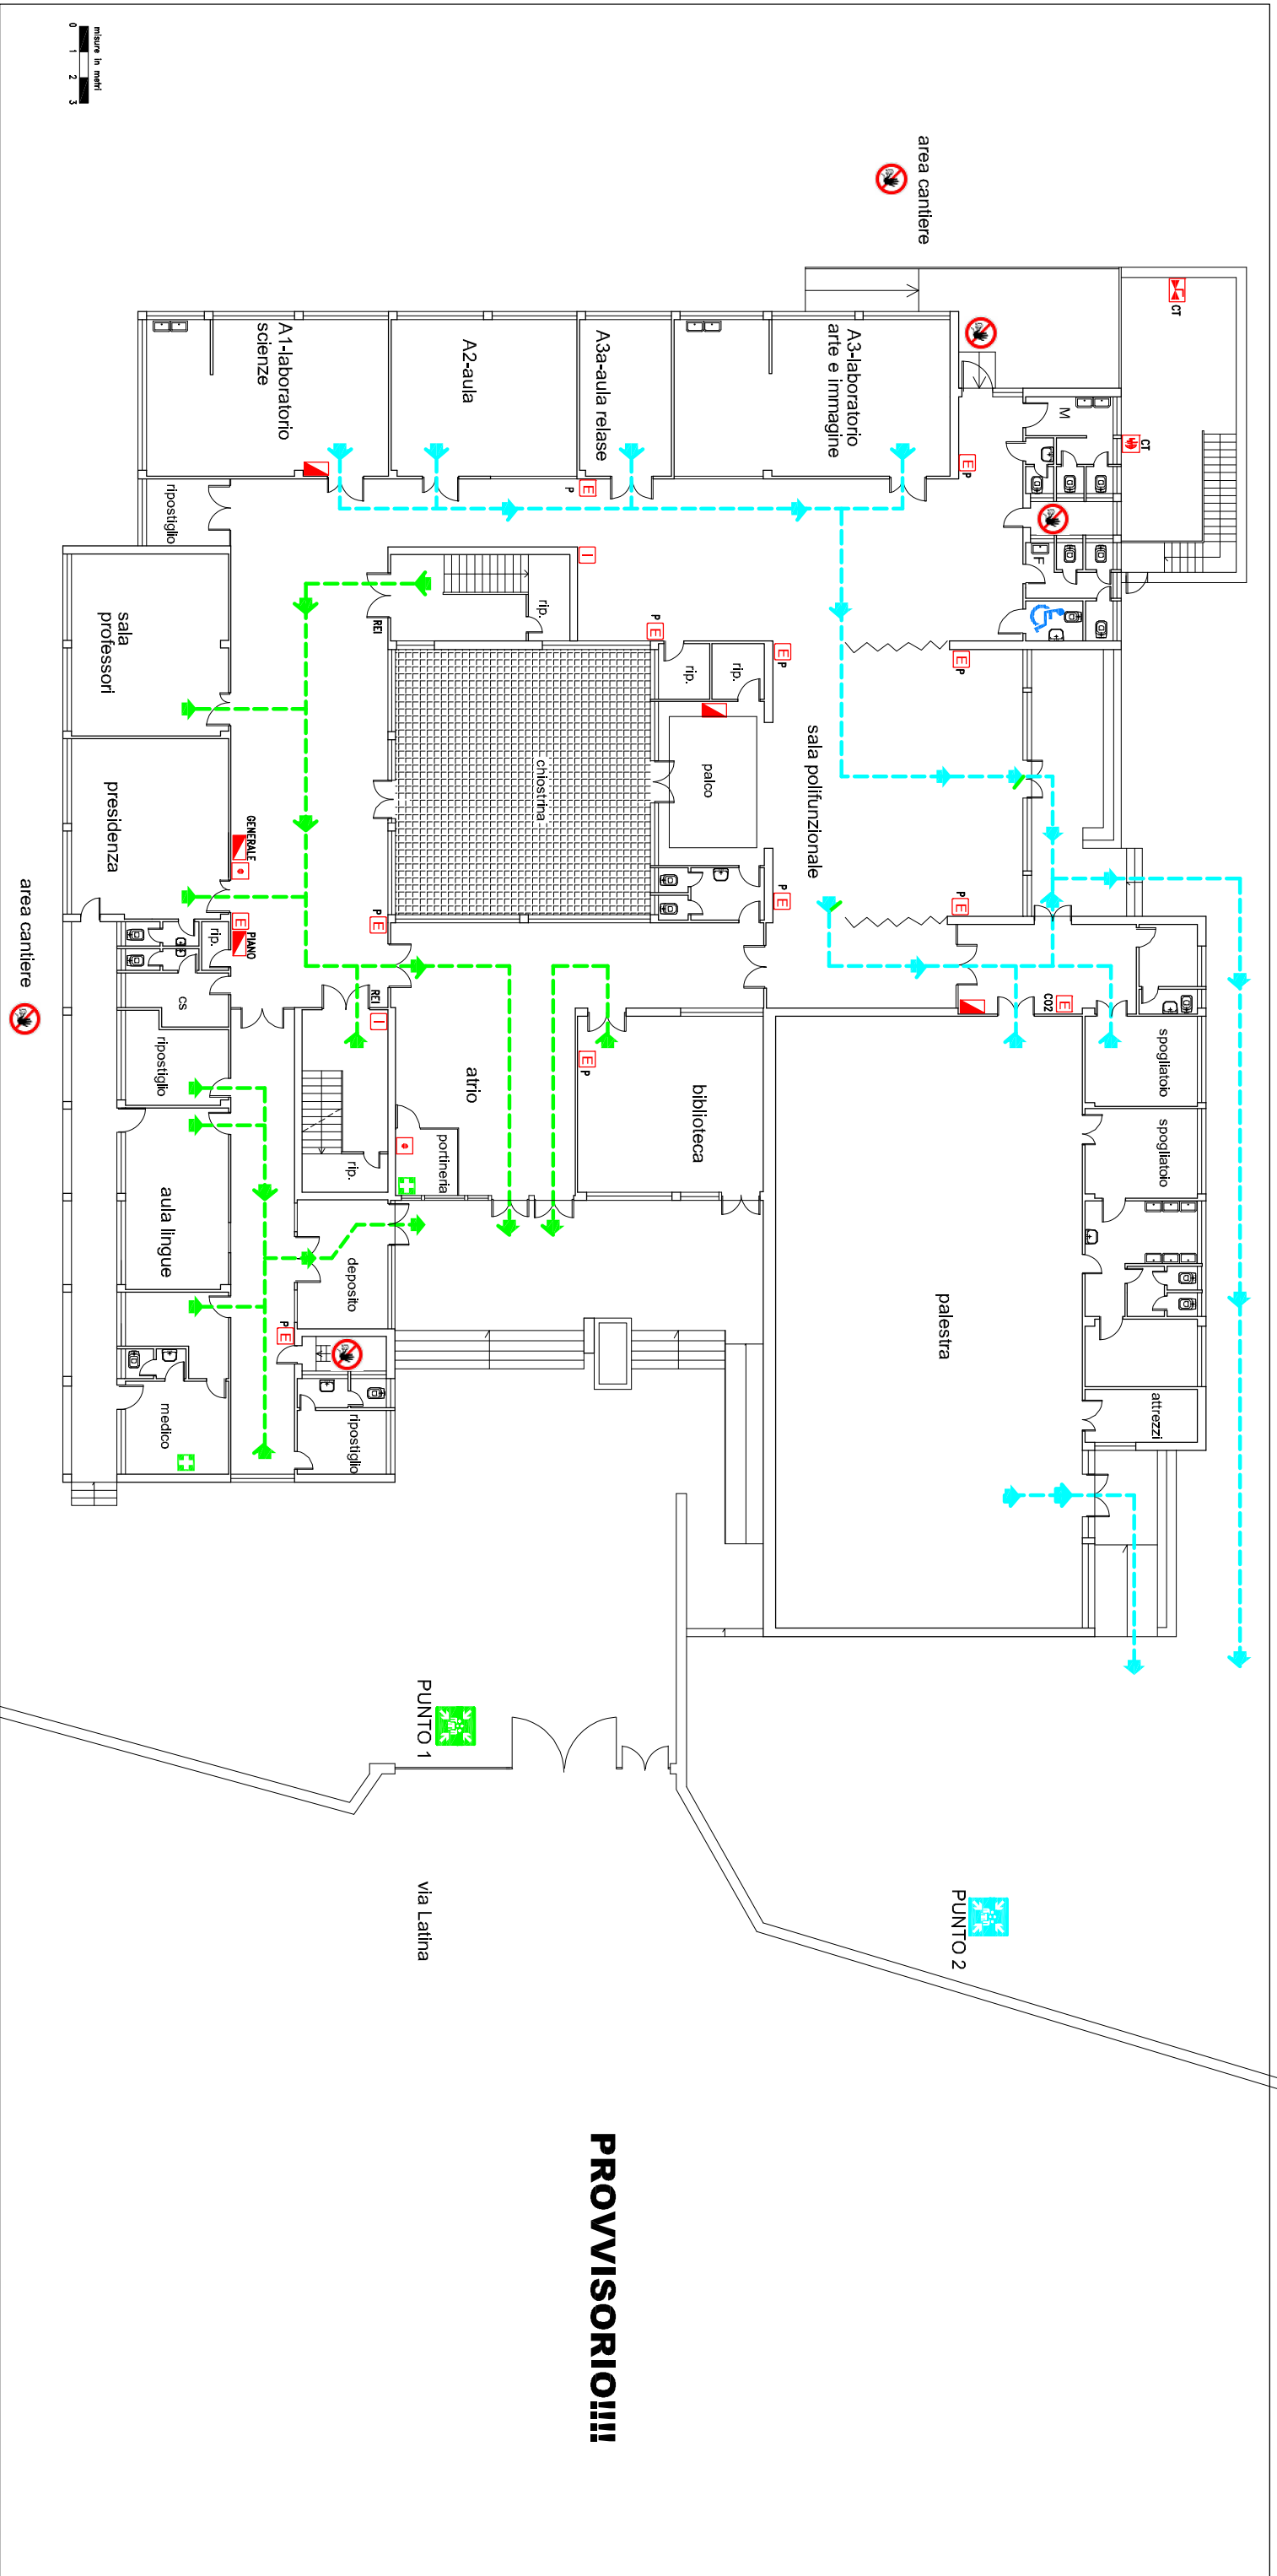 misure in metri
0 1 2 3
area cantiere
CT
CT
A1-laboratorio
scienze
A2-aula
A3a-aula relase
A3-laboratorio
arte e immagine
M
F
E P
E P
ripostiglio
I
rip.
REI
P E
E P
E P
rip.
rip.
sala
professori
presidenza
GENERALE
E PIANO
rip.
cs
chiostrina
palco
sala polifunzionale
P E
P E
P E
REI
I
E
CO2
atrio
portineria
rip.
E P
biblioteca
spogliatoio
spogliatoio
palestra
attrezzi
ripostiglio
aula lingue
deposito
P E
medico
ripostiglio
area cantiere
PUNTO 1
via Latina
PUNTO 2
PROVVISORIO!!!!